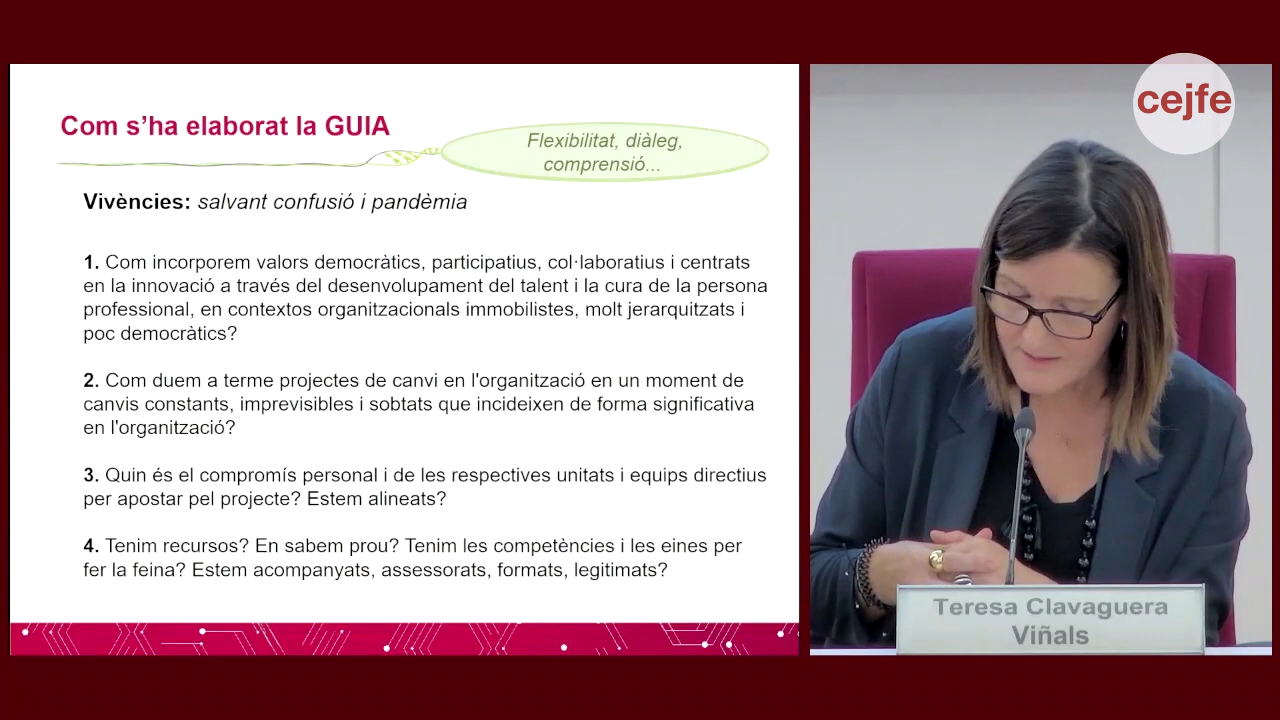 Com s'ha elaborat la GUIA
Flexibilitat, diàleg,
comprensió...
Vivències: salvant confusió i pandèmia
1. Com incorporem valors democràtics, participatius, col·laboratius i centrats
en la innovació a través del desenvolupament del talent i la cura de la persona
professional, en contextos organitzacionals immobilistes, molt jerarquitzats i
poc democràtics?
2. Com duem a terme projectes de canvi en l'organització en un moment de
canvis constants, imprevisibles i sobtats que incideixen de forma significativa
en l'organització?
3. Quin és el compromís personal i de les respectives unitats i equips directius
per apostar pel projecte? Estem alineats?
4. Tenim recursos? En sabem prou? Tenim les competències i les eines per
fer la feina? Estem acompanyats, assessorats, formats, legitimats?
cejfe
Teresa Clavaguera
Viñals